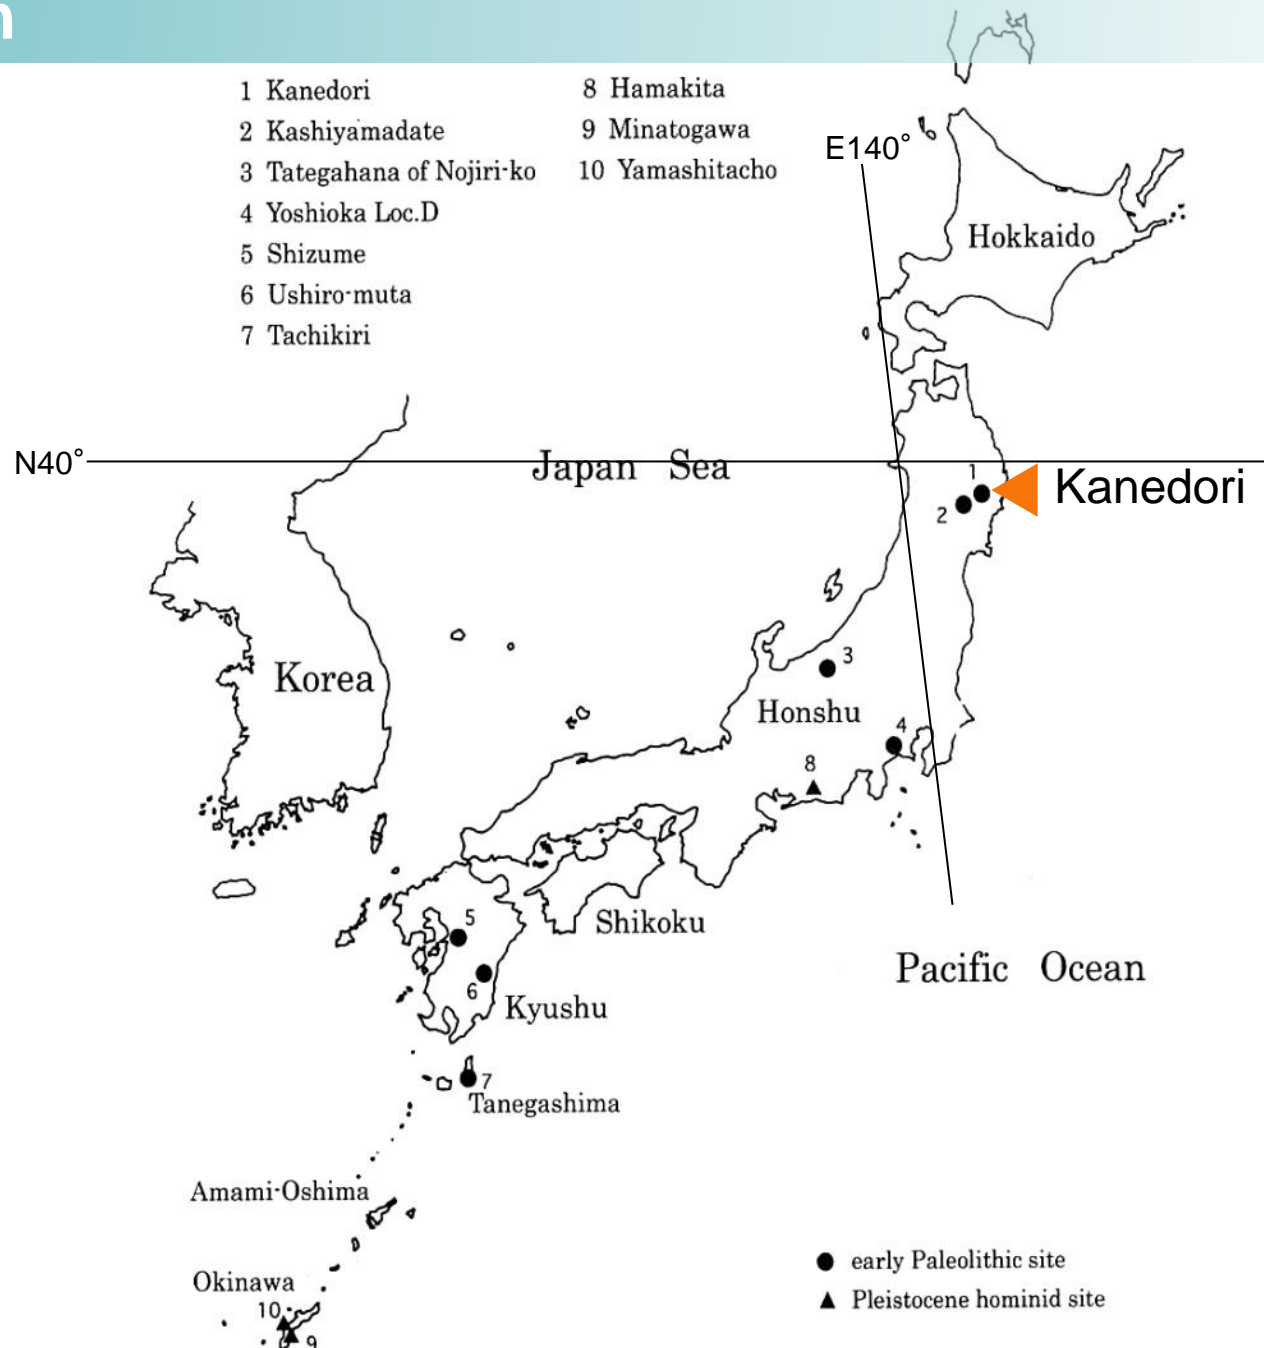 n
1 Kanedori
2 Kashiyamadate
3 Tategahana of Nojiri-ko
4 Yoshioka Loc.D
5 Shizume
6 Ushiro-muta
7 Tachikiri
8 Hamakita
9 Minatogawa
10 Yamashitacho
E140°
Hokkaido
N40°
Japan Sea
1
Kanedori
2
3
Korea
Honshu
4
8
5
Shikoku
Pacific Ocean
6
Kyushu
7
Tanegashima
Amami-Oshima
early Paleolithic site
Okinawa
Pleistocene hominid site
10
9